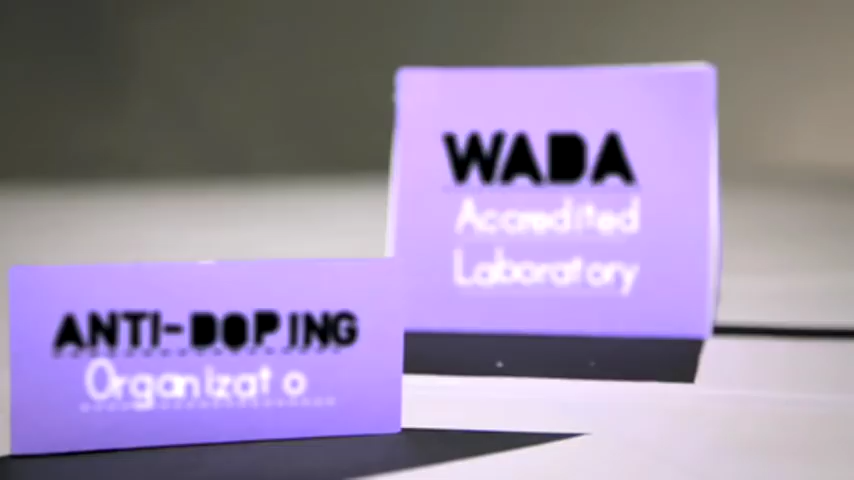 WADA
Accredited
Laboratory
ANTI-DOPING
Organizat o